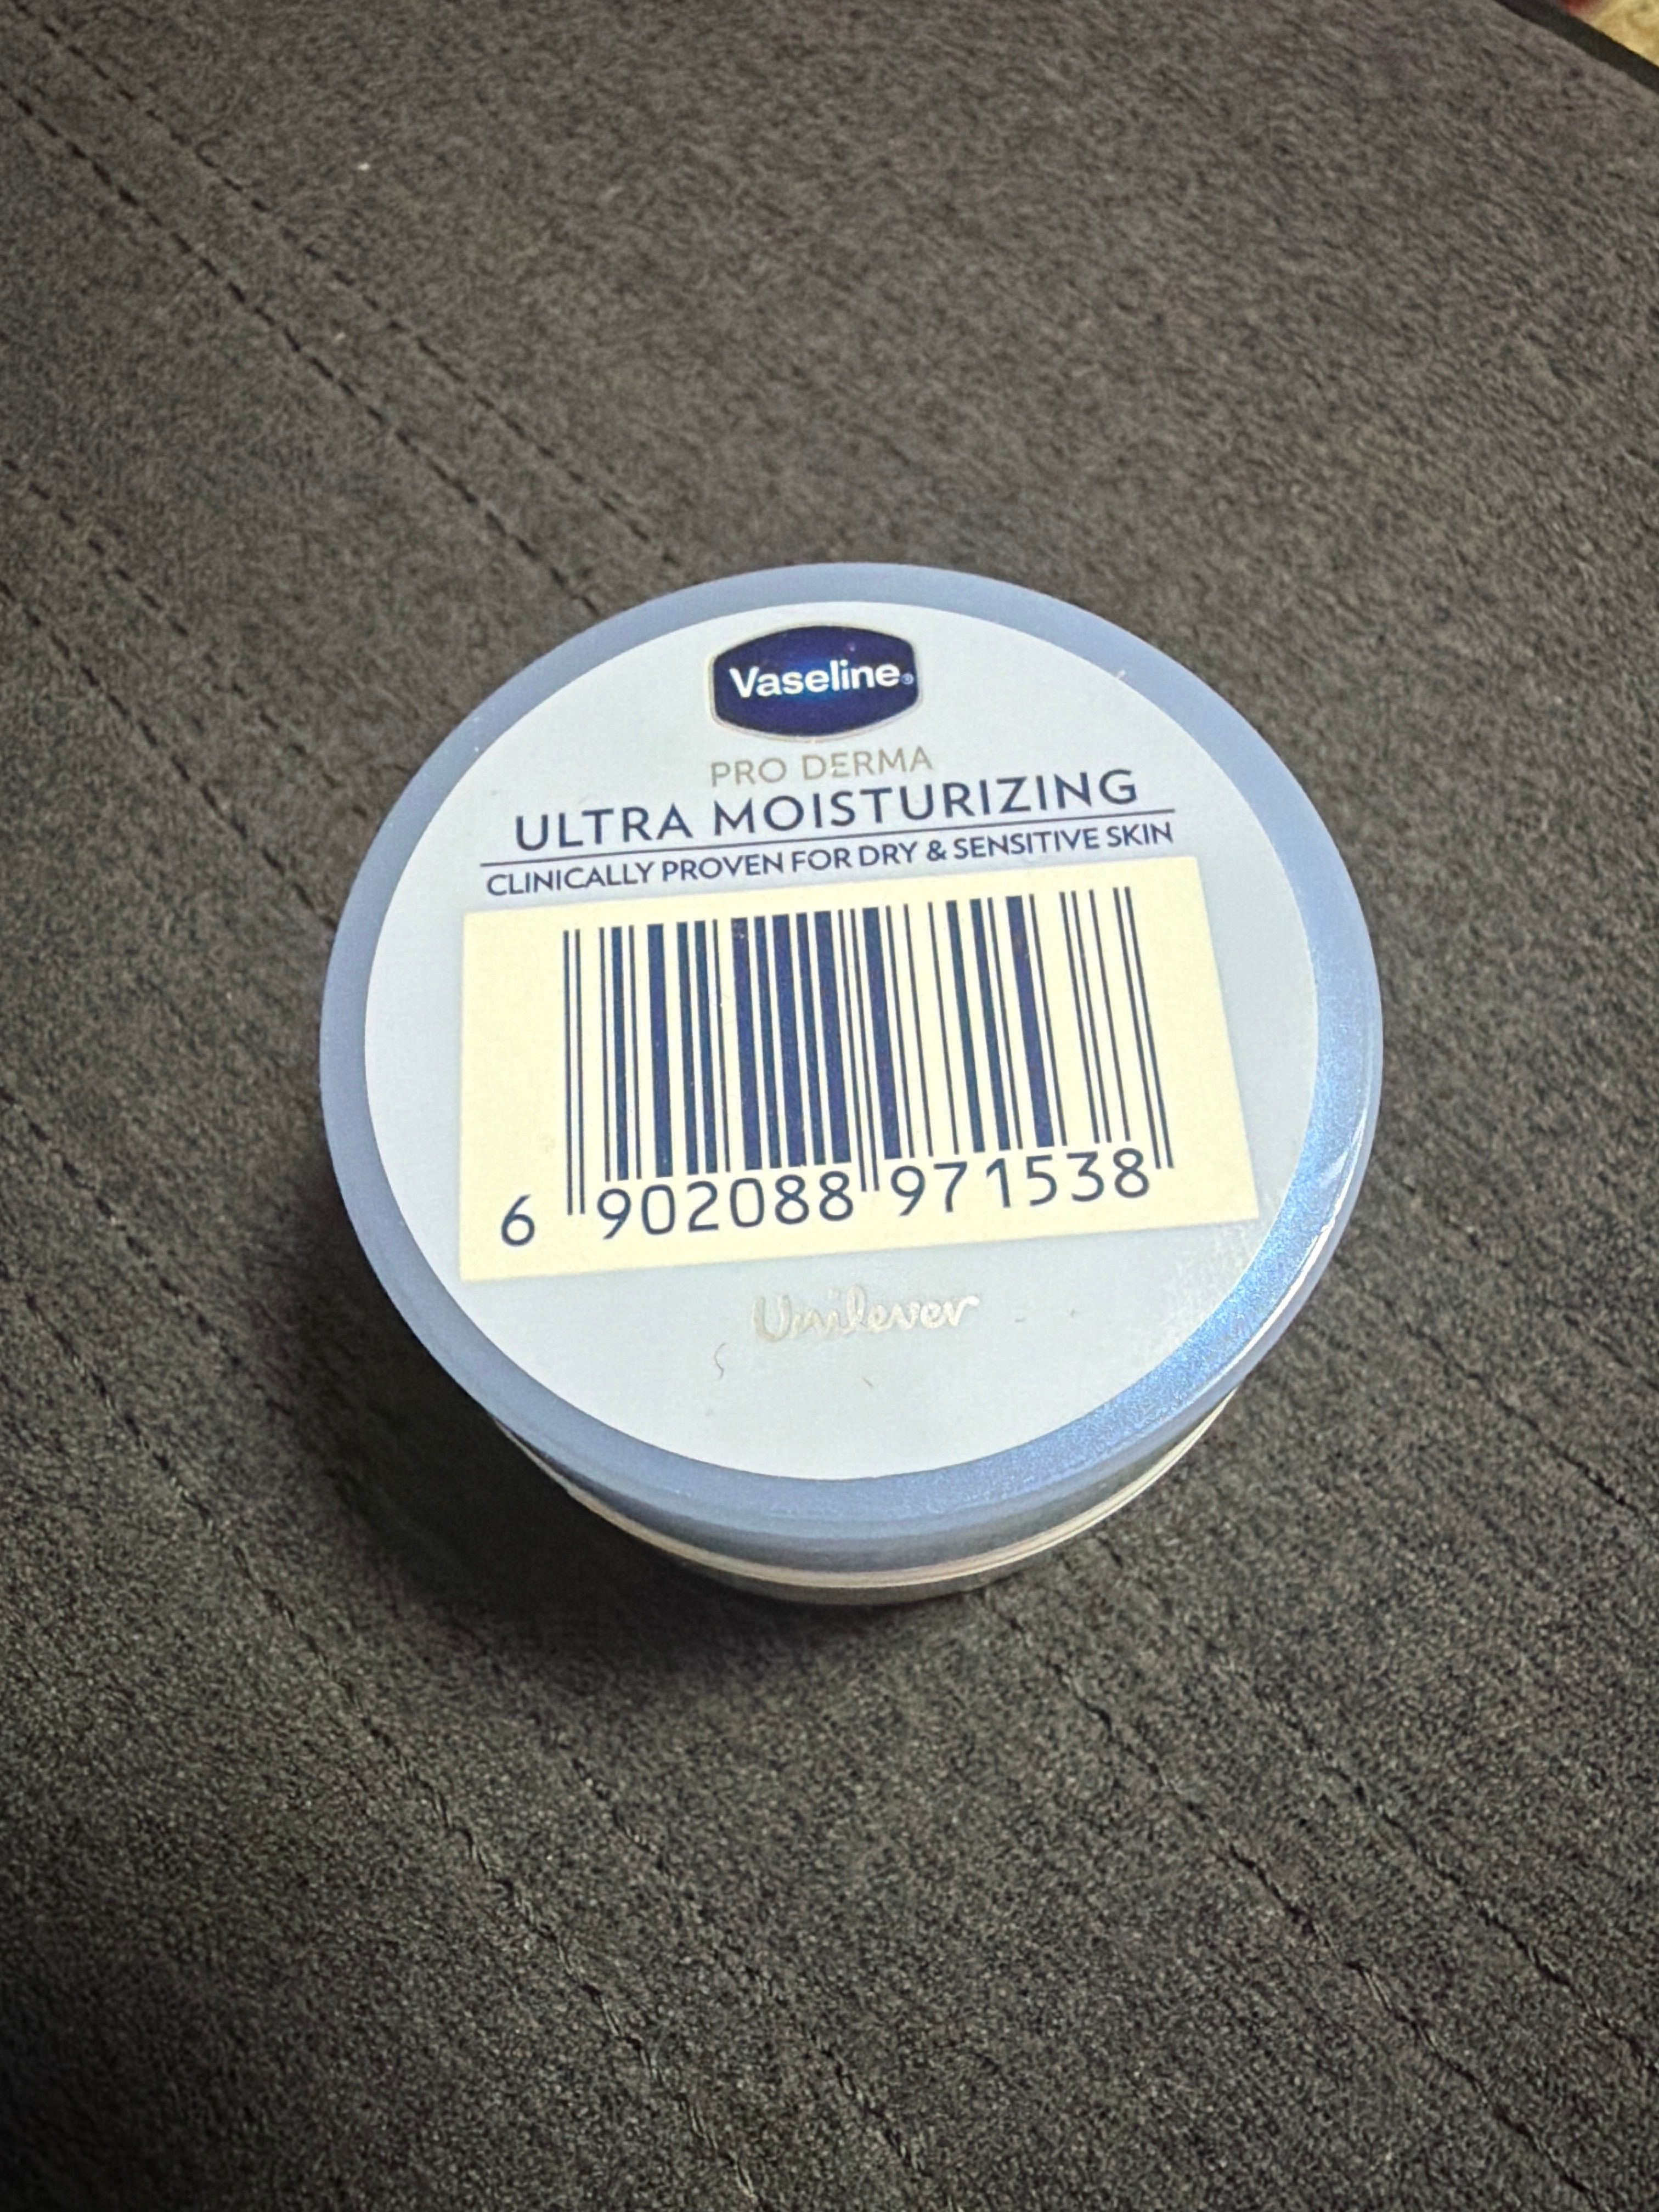 Vaseline®
PRO DERMA
ULTRA MOISTURIZING
CLINICALLY PROVEN FOR DRY & SENSITIVE SKIN
6 902088 971538
Unilever